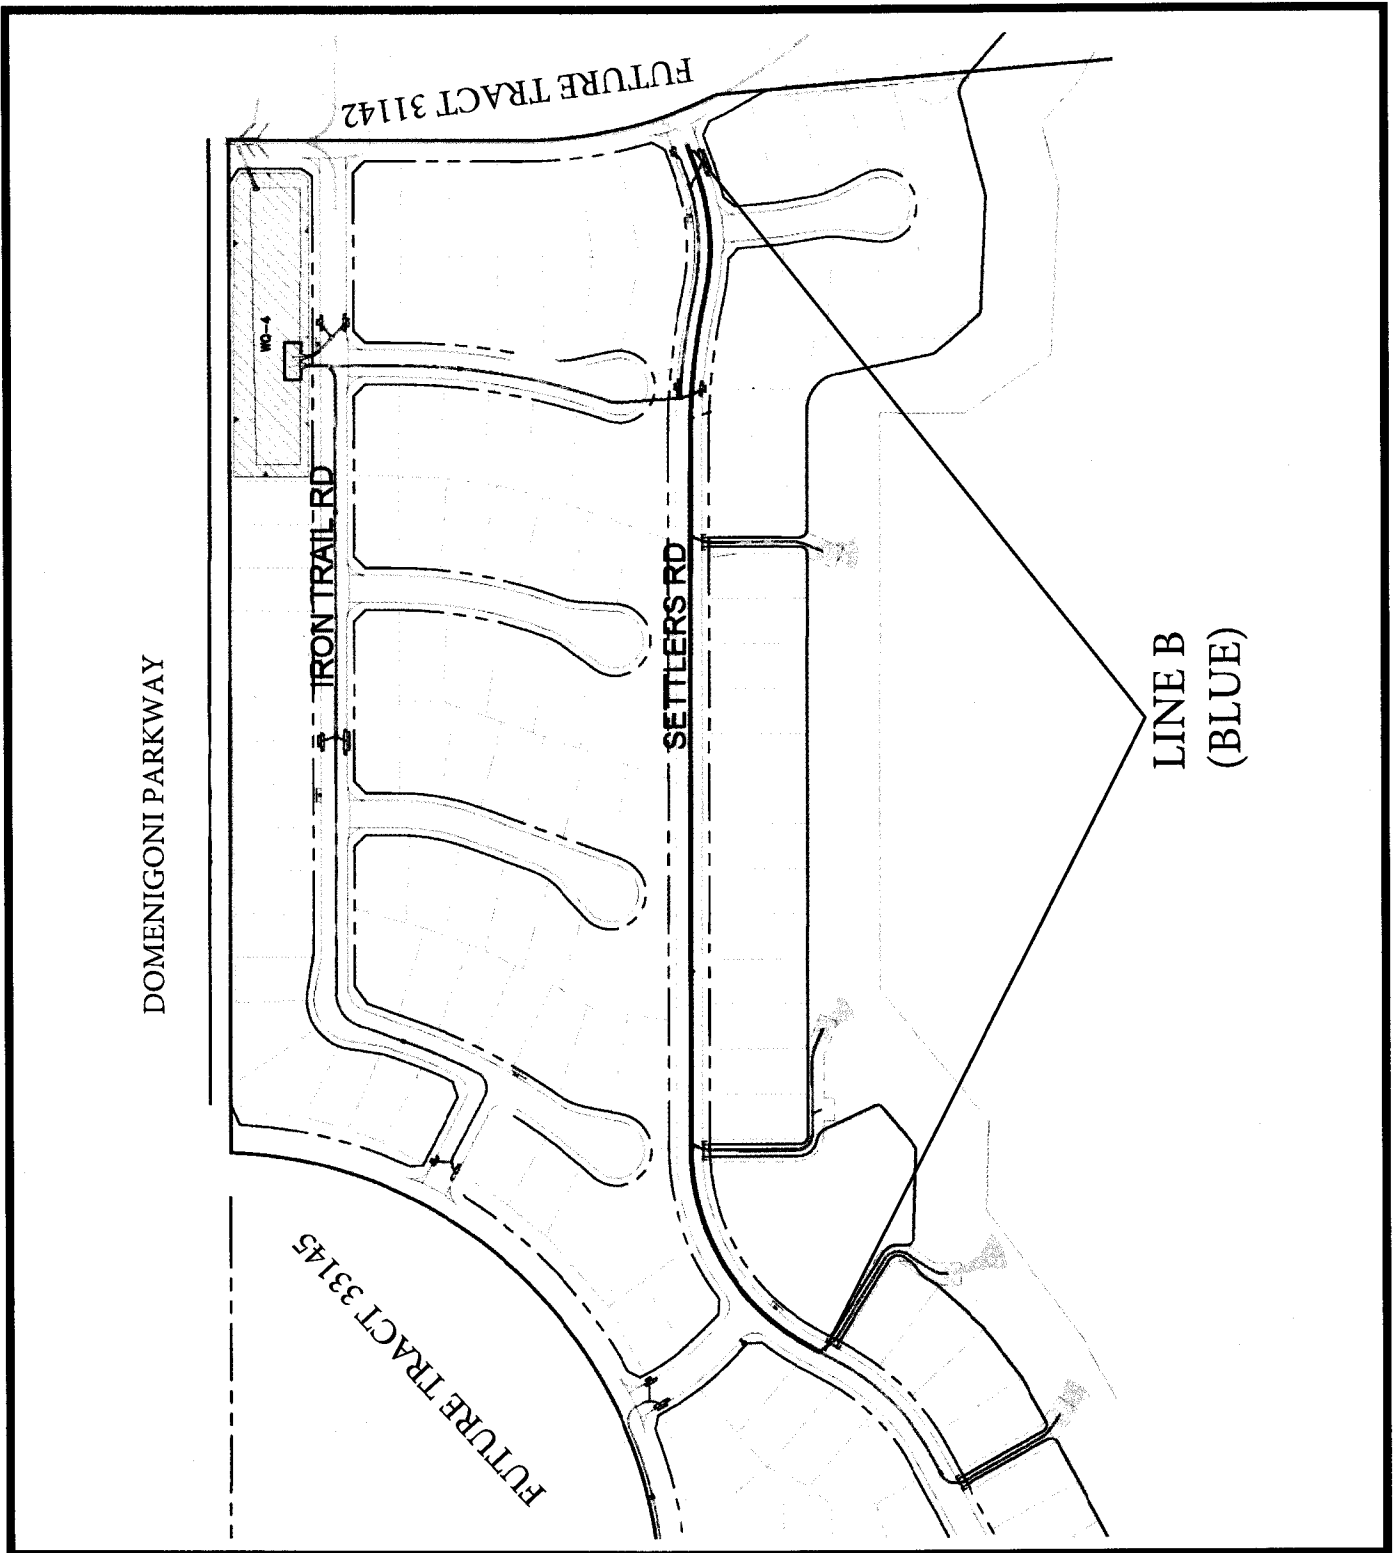 FUTURE TRACT 31142
WQ-4
IRON TRAIL RD
SETTLERS RD
DOMENIGONI PARKWAY
LINE B
(BLUE)
FUTURE TRACT 33145